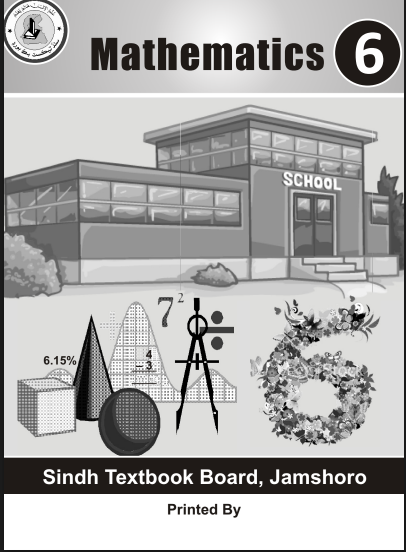 Mathematics 6
SCHOOL
7²
6.15%
4
- 3
Sindh Textbook Board, Jamshoro
Printed By